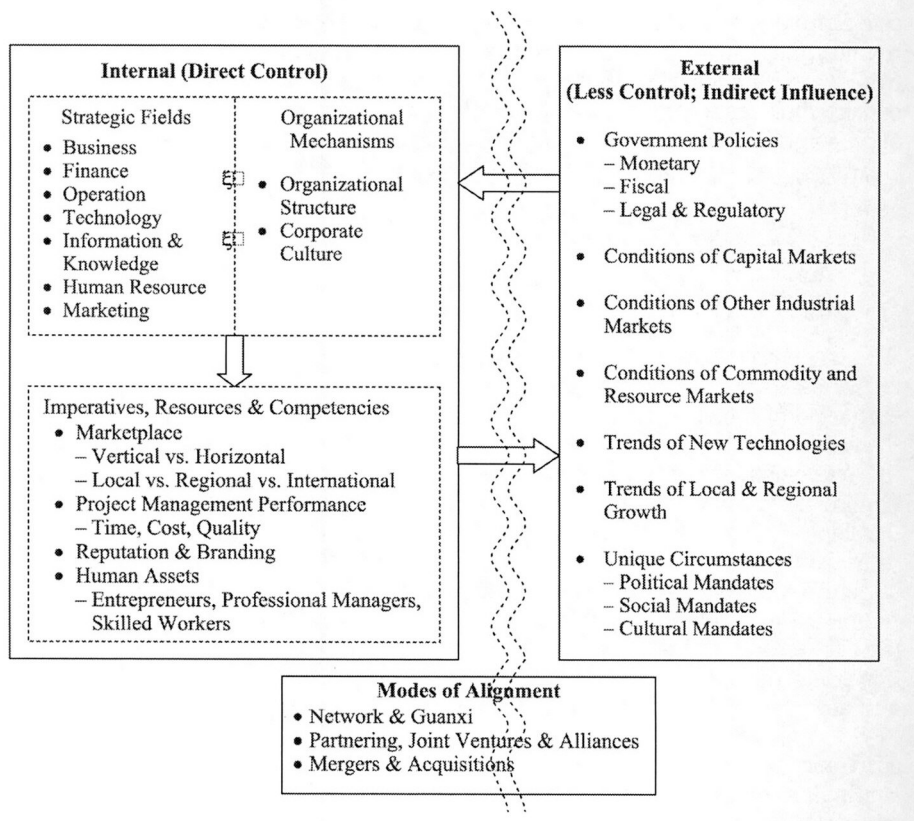 Internal (Direct Control)
Strategic Fields
• Business
• Finance
• Operation
• Technology
• Information &
Knowledge
• Human Resource
• Marketing
ξ
ξ
Organizational
Mechanisms
• Organizational
Structure
• Corporate
Culture
Imperatives, Resources & Competencies
• Marketplace
– Vertical vs. Horizontal
– Local vs. Regional vs. International
• Project Management Performance
– Time, Cost, Quality
• Reputation & Branding
• Human Assets
– Entrepreneurs, Professional Managers,
Skilled Workers
External
(Less Control; Indirect Influence)
• Government Policies
– Monetary
– Fiscal
– Legal & Regulatory
• Conditions of Capital Markets
• Conditions of Other Industrial
Markets
• Conditions of Commodity and
Resource Markets
• Trends of New Technologies
• Trends of Local & Regional
Growth
• Unique Circumstances
– Political Mandates
– Social Mandates
– Cultural Mandates
Modes of Alignment
• Network & Guanxi
• Partnering, Joint Ventures & Alliances
• Mergers & Acquisitions